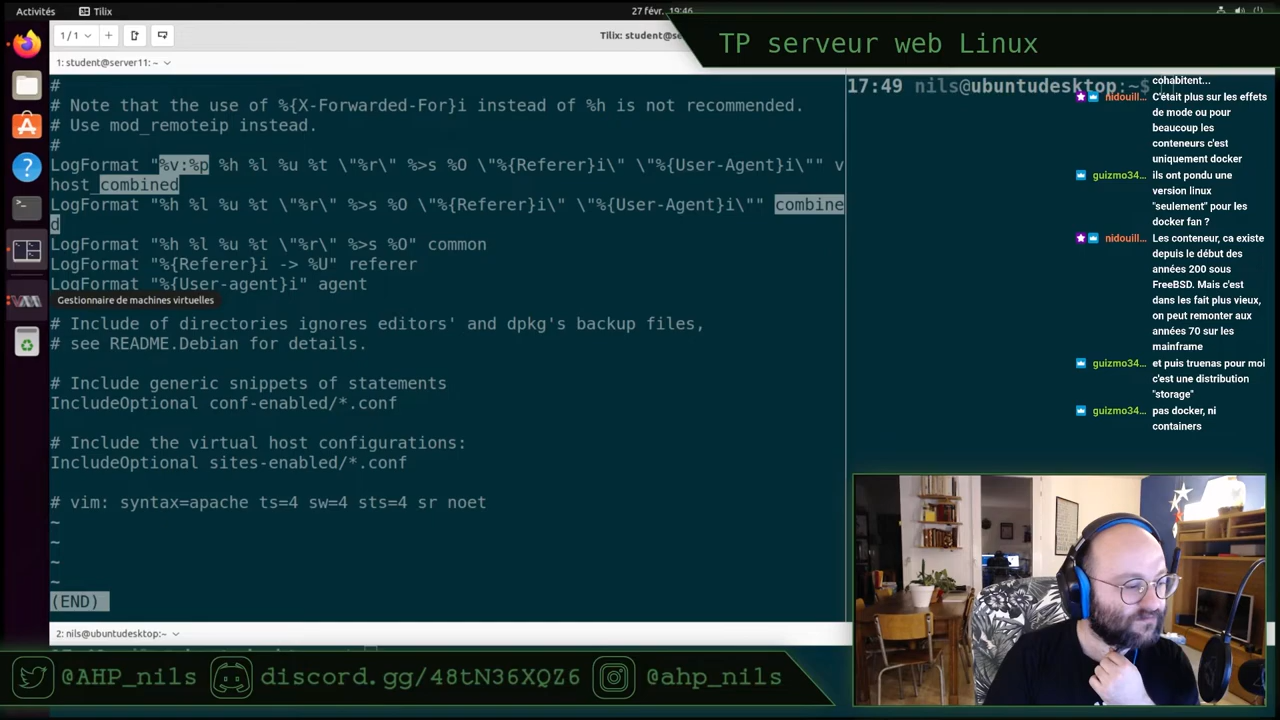 Activités
Tilix
27 févr. 19:46
1 / 1
Tilix: student@se
TP serveur web Linux
1: student@server11: ~
#
# Note that the use of %{X-Forwarded-For}i instead of %h is not recommended.
# Use mod_remoteip instead.
#
LogFormat "%v:%p %h %l %u %t \"%r\" %>s %O \"%{Referer}i\" \"%{User-Agent}i\"" v
host_combined
LogFormat "%h %l %u %t \"%r\" %>s %O \"%{Referer}i\" \"%{User-Agent}i\"" combine
d
LogFormat "%h %l %u %t \"%r\" %>s %O" common
LogFormat "%{Referer}i -> %U" referer
LogFormat "%{User-agent}i" agent
Gestionnaire de machines virtuelles
# Include of directories ignores editors' and dpkg's backup files,
# see README.Debian for details.
# Include generic snippets of statements
IncludeOptional conf-enabled/*.conf
# Include the virtual host configurations:
IncludeOptional sites-enabled/*.conf
# vim: syntax=apache ts=4 sw=4 sts=4 sr noet
~
~
~
~
(END)
2: nils@ubuntudesktop:~
17:49 nils@ubuntudesktop:~$
cohabitent...
nidouill... C'était plus sur les effets
de mode ou pour
beaucoup les
conteneurs c'est
uniquement docker
guizmo34... ils ont pondu une
version linux
"seulement" pour les
docker fan ?
nidouill... Les conteneur, ca existe
depuis le début des
années 200 sous
FreeBSD. Mais c'est
dans les fait plus vieux,
on peut remonter aux
années 70 sur les
mainframe
guizmo34... et puis truenas pour moi
c'est une distribution
"storage"
guizmo34... pas docker, ni
containers
@AHP_nils
discord.gg/48tN36XQZ6
@ahp_nils